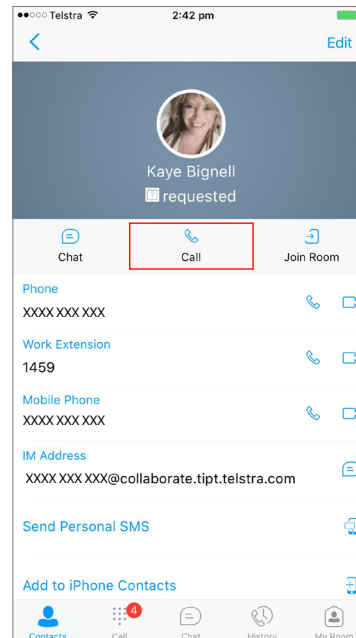 Telstra 2:42 pm
Edit
Kaye Bignell
requested
Chat Call Join Room
Phone
XXXX XXX XXX
Work Extension
1459
Mobile Phone
XXXX XXX XXX
IM Address
XXXX XXX XXX@collaborate.tipt.telstra.com
Send Personal SMS
Add to iPhone Contacts
4
Contacts Call Chat History My Room